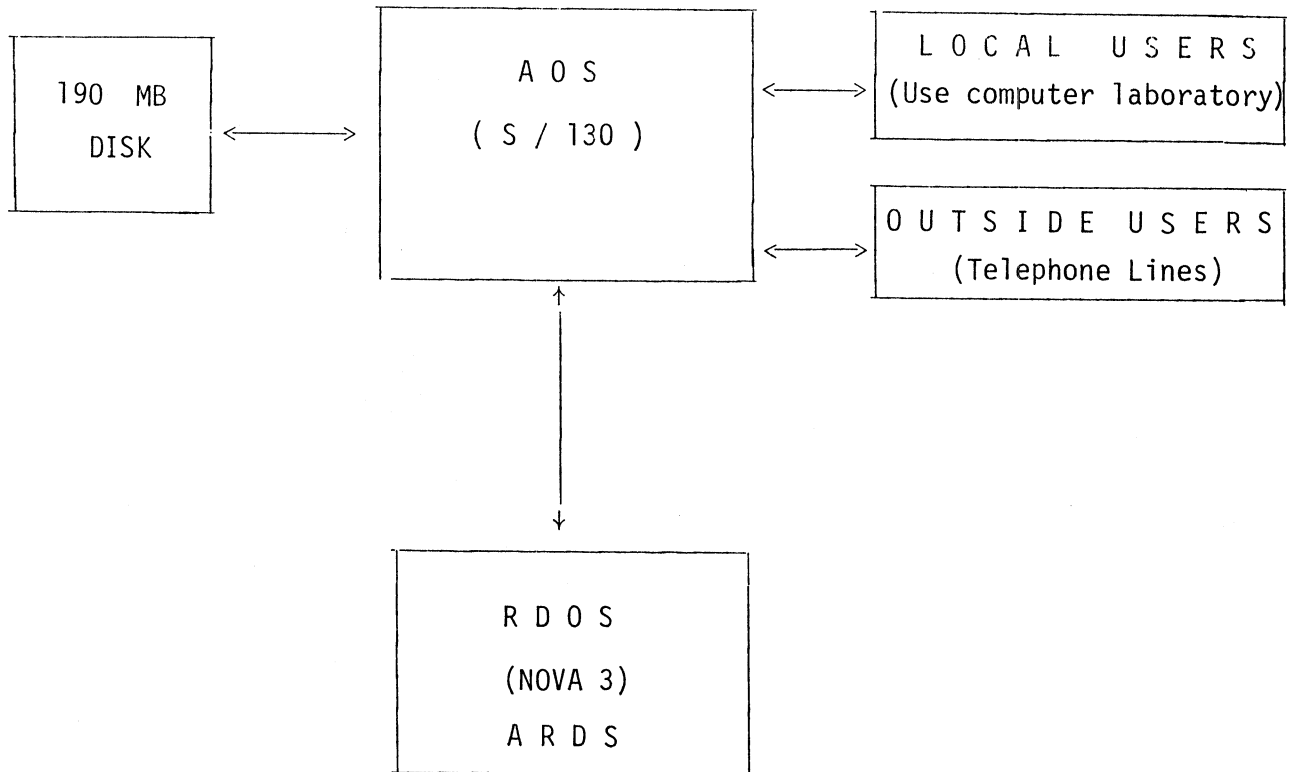 190 MB
DISK
A O S
( S / 130 )
L O C A L U S E R S
(Use computer laboratory)
O U T S I D E U S E R S
(Telephone Lines)
R D O S
(NOVA 3)
A R D S